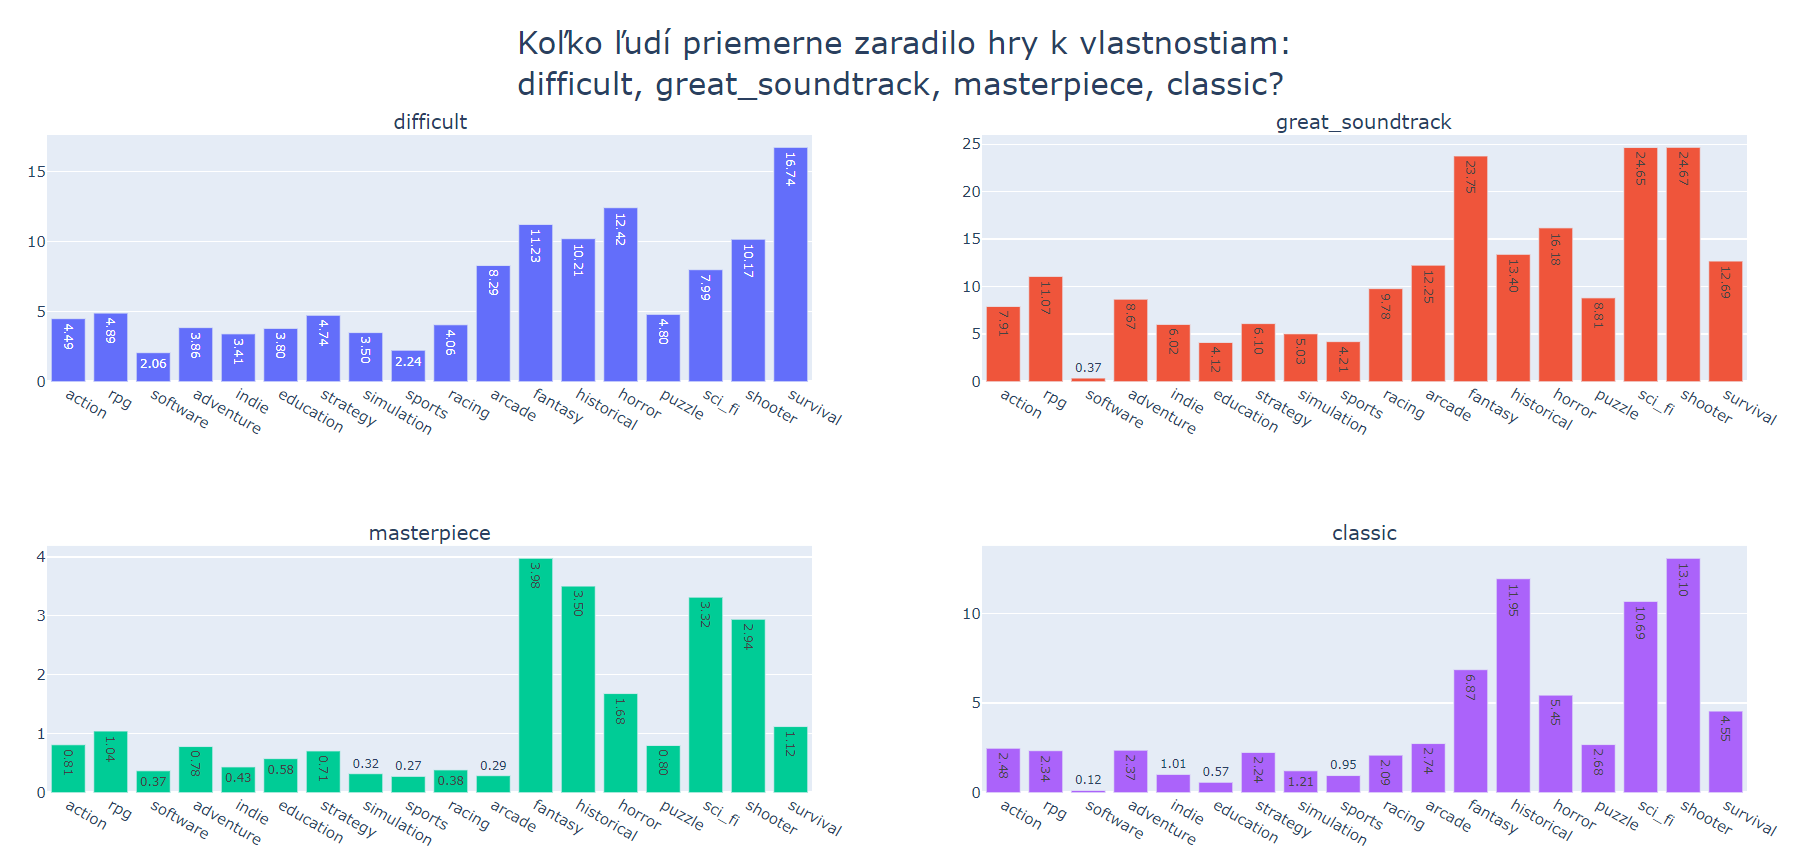 Koľko ľudí priemerne zaradilo hry k vlastnostiam:
difficult, great_soundtrack, masterpiece, classic?
difficult
15
10
5
0
4.49
4.89
2.06
3.86
3.41
3.80
4.74
3.50
2.24
4.06
8.29
11.23
10.21
12.42
4.80
7.99
10.17
16.74
action
rpg
software
adventure
indie
education
strategy
simulation
sports
racing
arcade
fantasy
historical
horror
puzzle
sci_fi
shooter
survival
great_soundtrack
25
20
15
10
5
0
7.91
11.07
0.37
8.67
6.02
4.12
6.10
5.03
4.21
9.78
12.25
23.75
13.40
16.18
8.81
24.65
24.67
12.69
action
rpg
software
adventure
indie
education
strategy
simulation
sports
racing
arcade
fantasy
historical
horror
puzzle
sci_fi
shooter
survival
masterpiece
4
3
2
1
0
0.81
1.04
0.37
0.78
0.43
0.58
0.71
0.32
0.27
0.38
0.29
3.98
3.50
1.68
0.80
3.32
2.94
1.12
action
rpg
software
adventure
indie
education
strategy
simulation
sports
racing
arcade
fantasy
historical
horror
puzzle
sci_fi
shooter
survival
classic
10
5
0
2.48
2.34
0.12
2.37
1.01
0.57
2.24
1.21
0.95
2.09
2.74
6.87
11.95
5.45
2.68
10.69
13.10
4.55
action
rpg
software
adventure
indie
education
strategy
simulation
sports
racing
arcade
fantasy
historical
horror
puzzle
sci_fi
shooter
survival